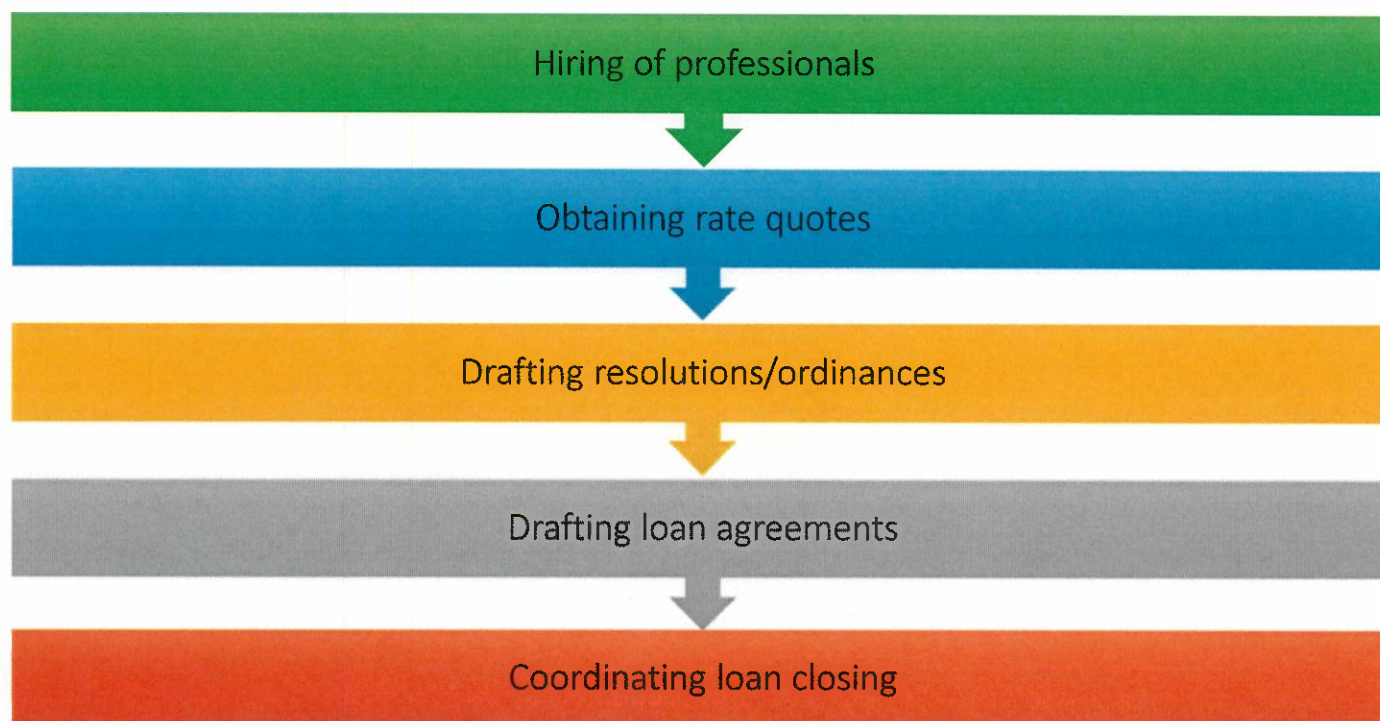 Hiring of professionals
Obtaining rate quotes
Drafting resolutions/ordinances
Drafting loan agreements
Coordinating loan closing